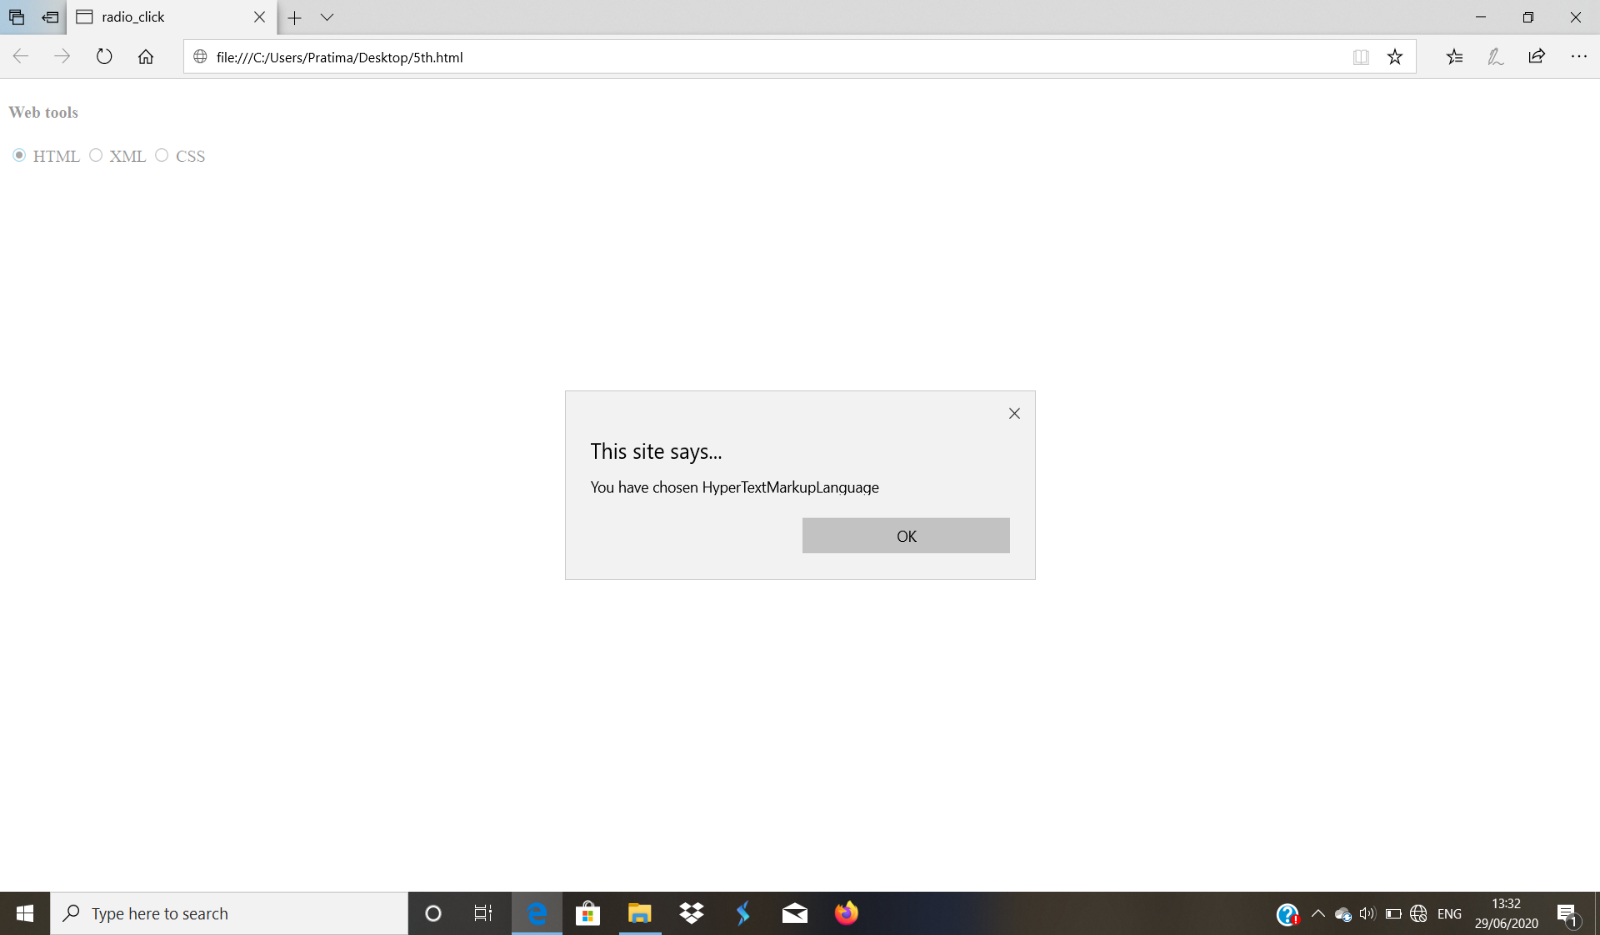 radio_click
file:///C:/Users/Pratima/Desktop/5th.html
Web tools
HTML XML CSS
This site says...
You have chosen HyperTextMarkupLanguage
OK
Type here to search
ENG
13:32
29/06/2020
1